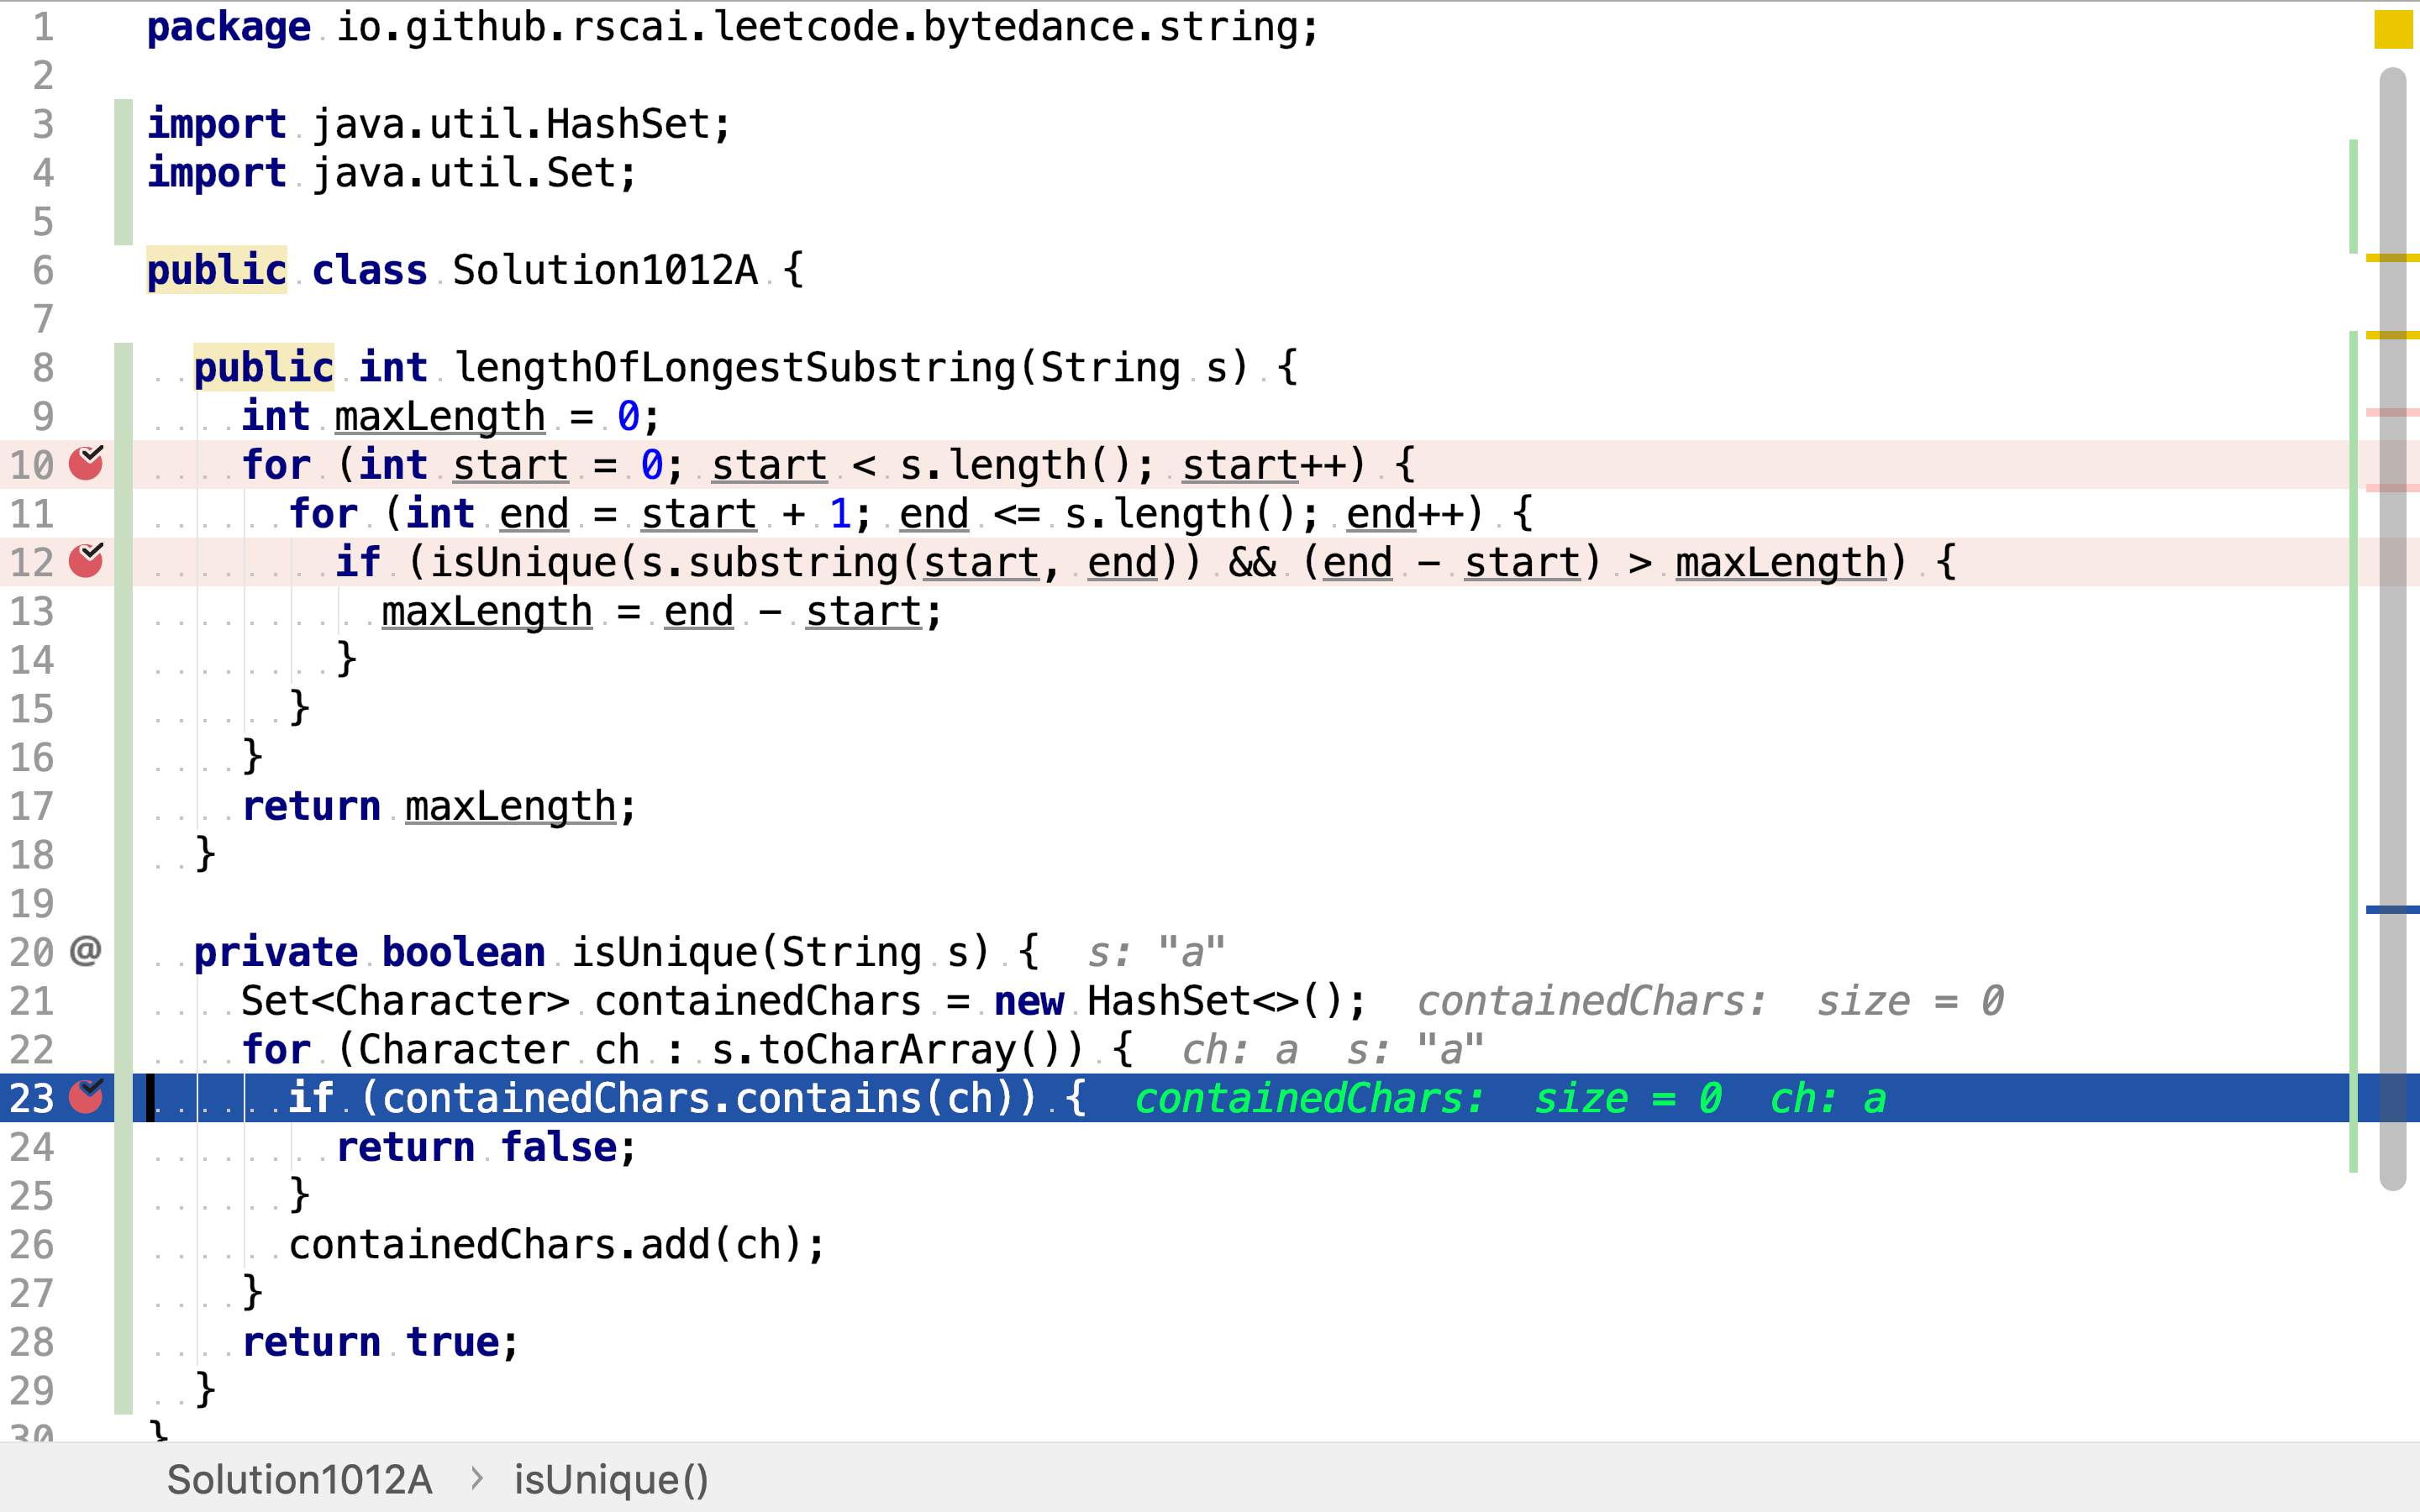 1 package io.github.rscai.leetcode.bytedance.string;
2
3 import java.util.HashSet;
4 import java.util.Set;
5
6 public class Solution1012A {
7
8 public int lengthOfLongestSubstring(String s) {
9 int maxLength = 0;
10 for (int start = 0; start < s.length(); start++) {
11 for (int end = start + 1; end <= s.length(); end++) {
12 if (isUnique(s.substring(start, end)) && (end - start) > maxLength) {
13 maxLength = end - start;
14 }
15 }
16 }
17 return maxLength;
18 }
19
20 @ private boolean isUnique(String s) { s: "a"
21 Set<Character> containedChars = new HashSet<>(); containedChars: size = 0
22 for (Character ch : s.toCharArray()) { ch: a s: "a"
23 if (containedChars.contains(ch)) { containedChars: size = 0 ch: a
24 return false;
25 }
26 containedChars.add(ch);
27 }
28 return true;
29 }
30 }
Solution1012A > isUnique()